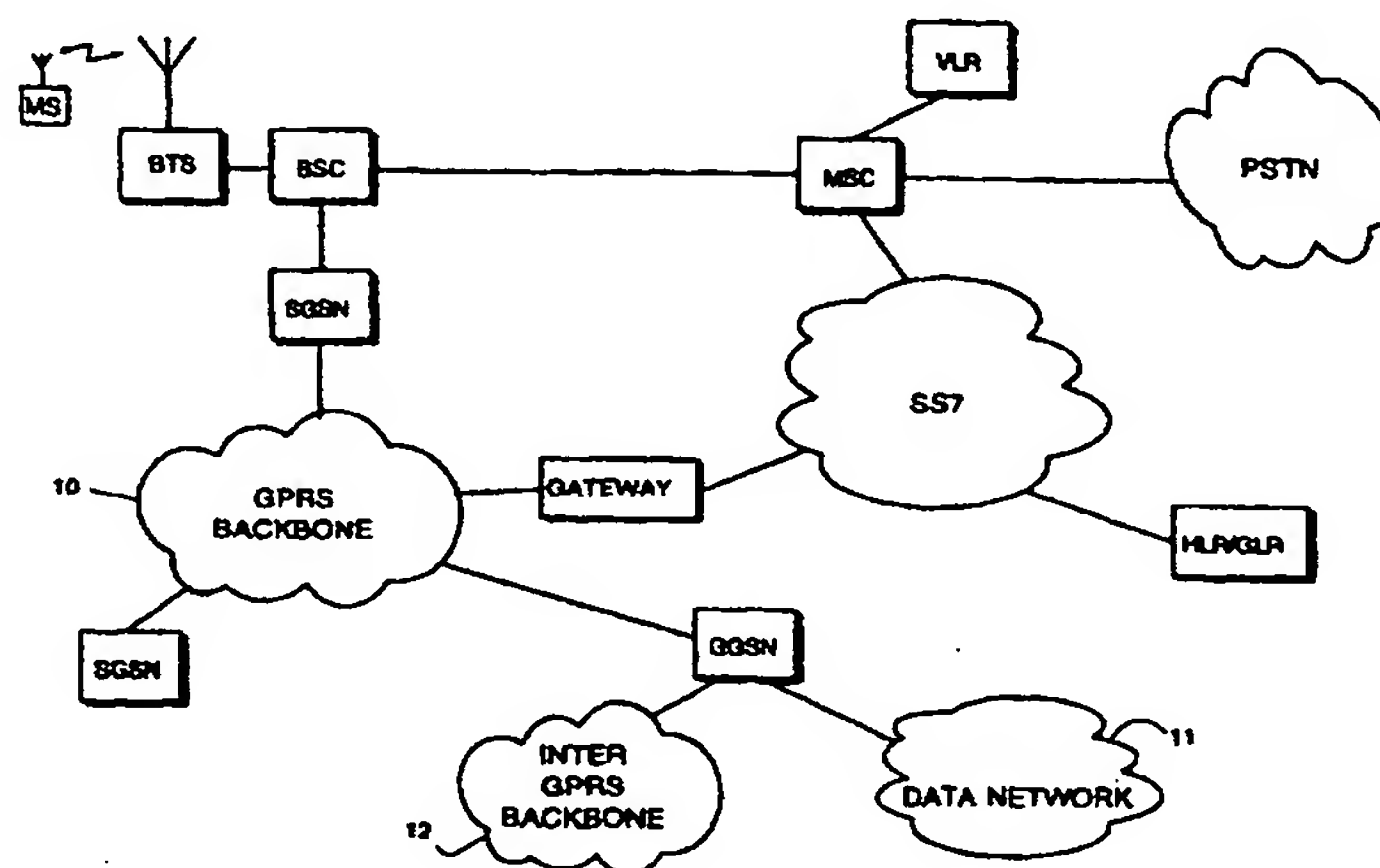 VLR
MS
BTS
BSC
MSC
PSTN
SGSN
SS7
10
GPRS
BACKBONE
GATEWAY
HLR/GLR
SGSN
GGSN
11
INTER
GPRS
BACKBONE
DATA NETWORK
12